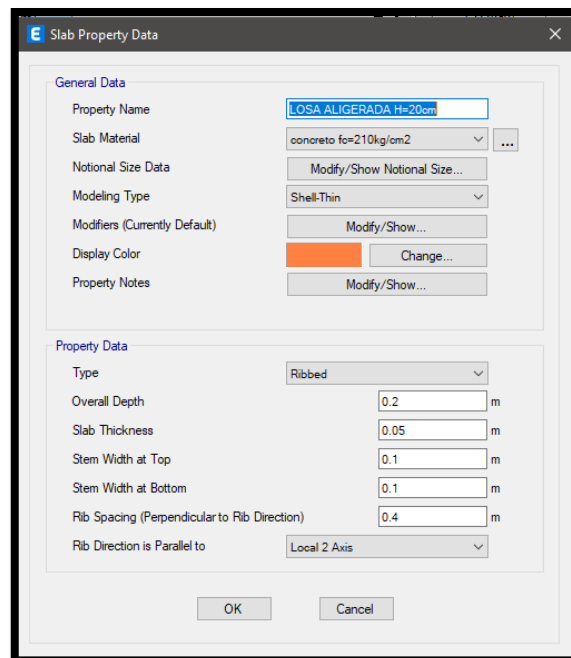 E Slab Property Data
General Data
Property Name LOSA ALIGERADA H=20cm
Slab Material concreto fc=210kg/cm2 ...
Notional Size Data Modify/Show Notional Size...
Modeling Type Shell-Thin
Modifiers (Currently Default) Modify/Show...
Display Color Change...
Property Notes Modify/Show...
Property Data
Type Ribbed
Overall Depth 0.2 m
Slab Thickness 0.05 m
Stem Width at Top 0.1 m
Stem Width at Bottom 0.1 m
Rib Spacing (Perpendicular to Rib Direction) 0.4 m
Rib Direction is Parallel to Local 2 Axis
OK Cancel